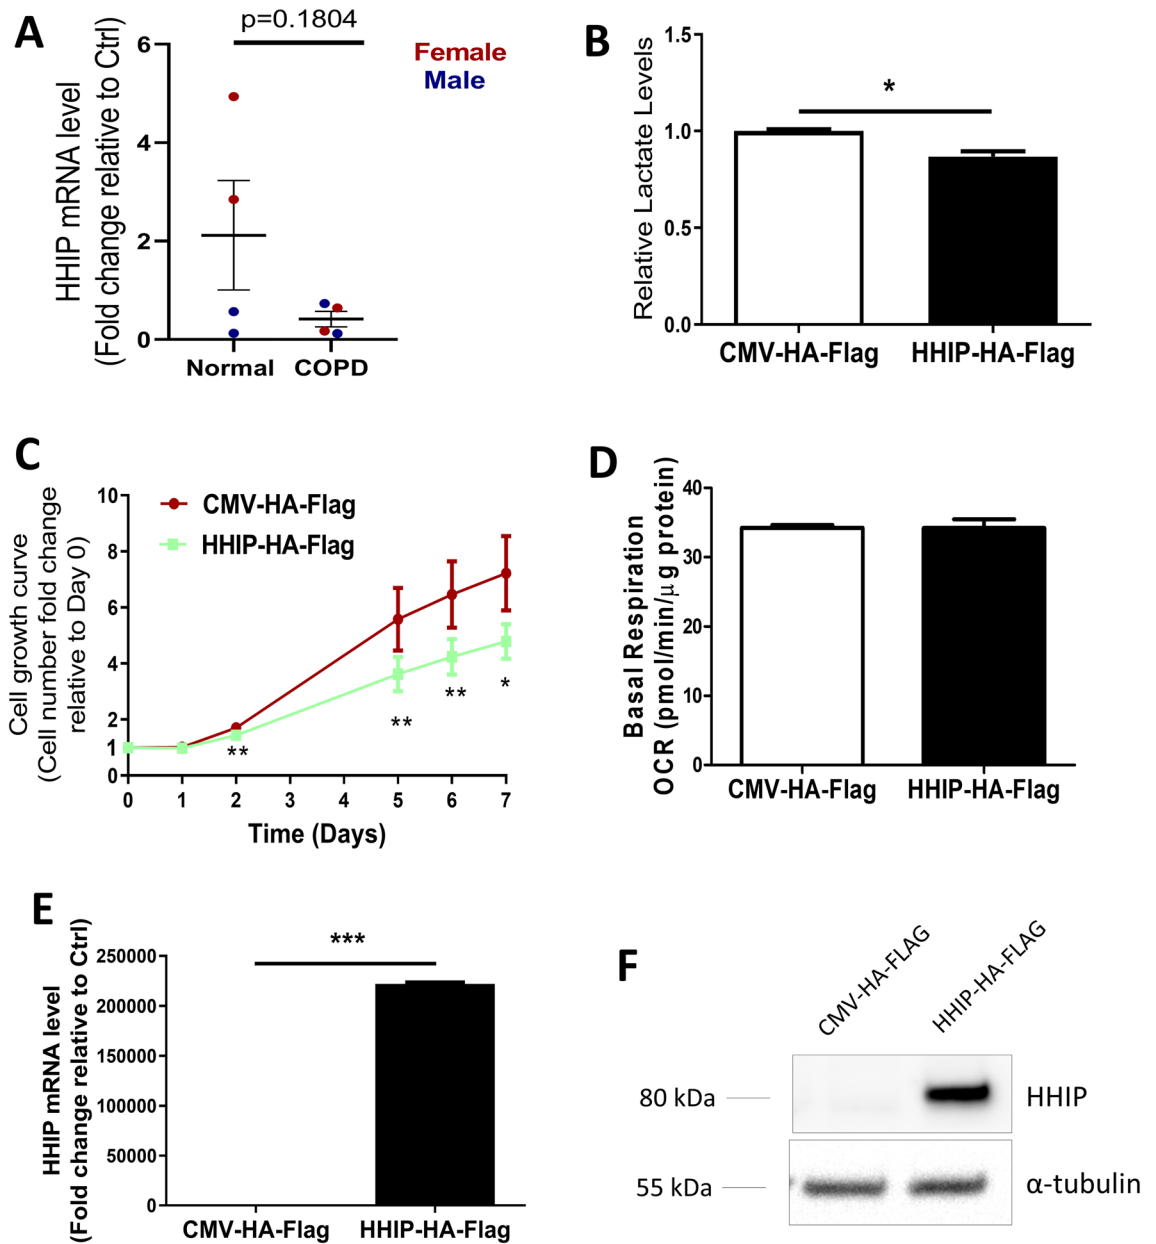 A
p=0.1804
HHIP mRNA level
(Fold change relative to Ctrl)
6
4
2
0
Normal
COPD
Female
Male
B
Relative Lactate Levels
1.5
1.0
0.5
0.0
*
CMV-HA-Flag
HHIP-HA-Flag
C
Cell growth curve
(Cell number fold change
relative to Day 0)
10
8
6
4
2
1
0
CMV-HA-Flag
HHIP-HA-Flag
**
**
**
*
0 1 2 3 4 5 6 7
Time (Days)
D
Basal Respiration
OCR (pmol/min/µg protein)
40
30
20
10
0
CMV-HA-Flag
HHIP-HA-Flag
E
HHIP mRNA level
(Fold change relative to Ctrl)
250000
200000
150000
100000
50000
0
***
CMV-HA-Flag
HHIP-HA-Flag
F
CMV-HA-FLAG
HHIP-HA-FLAG
80 kDa
HHIP
55 kDa
α-tubulin